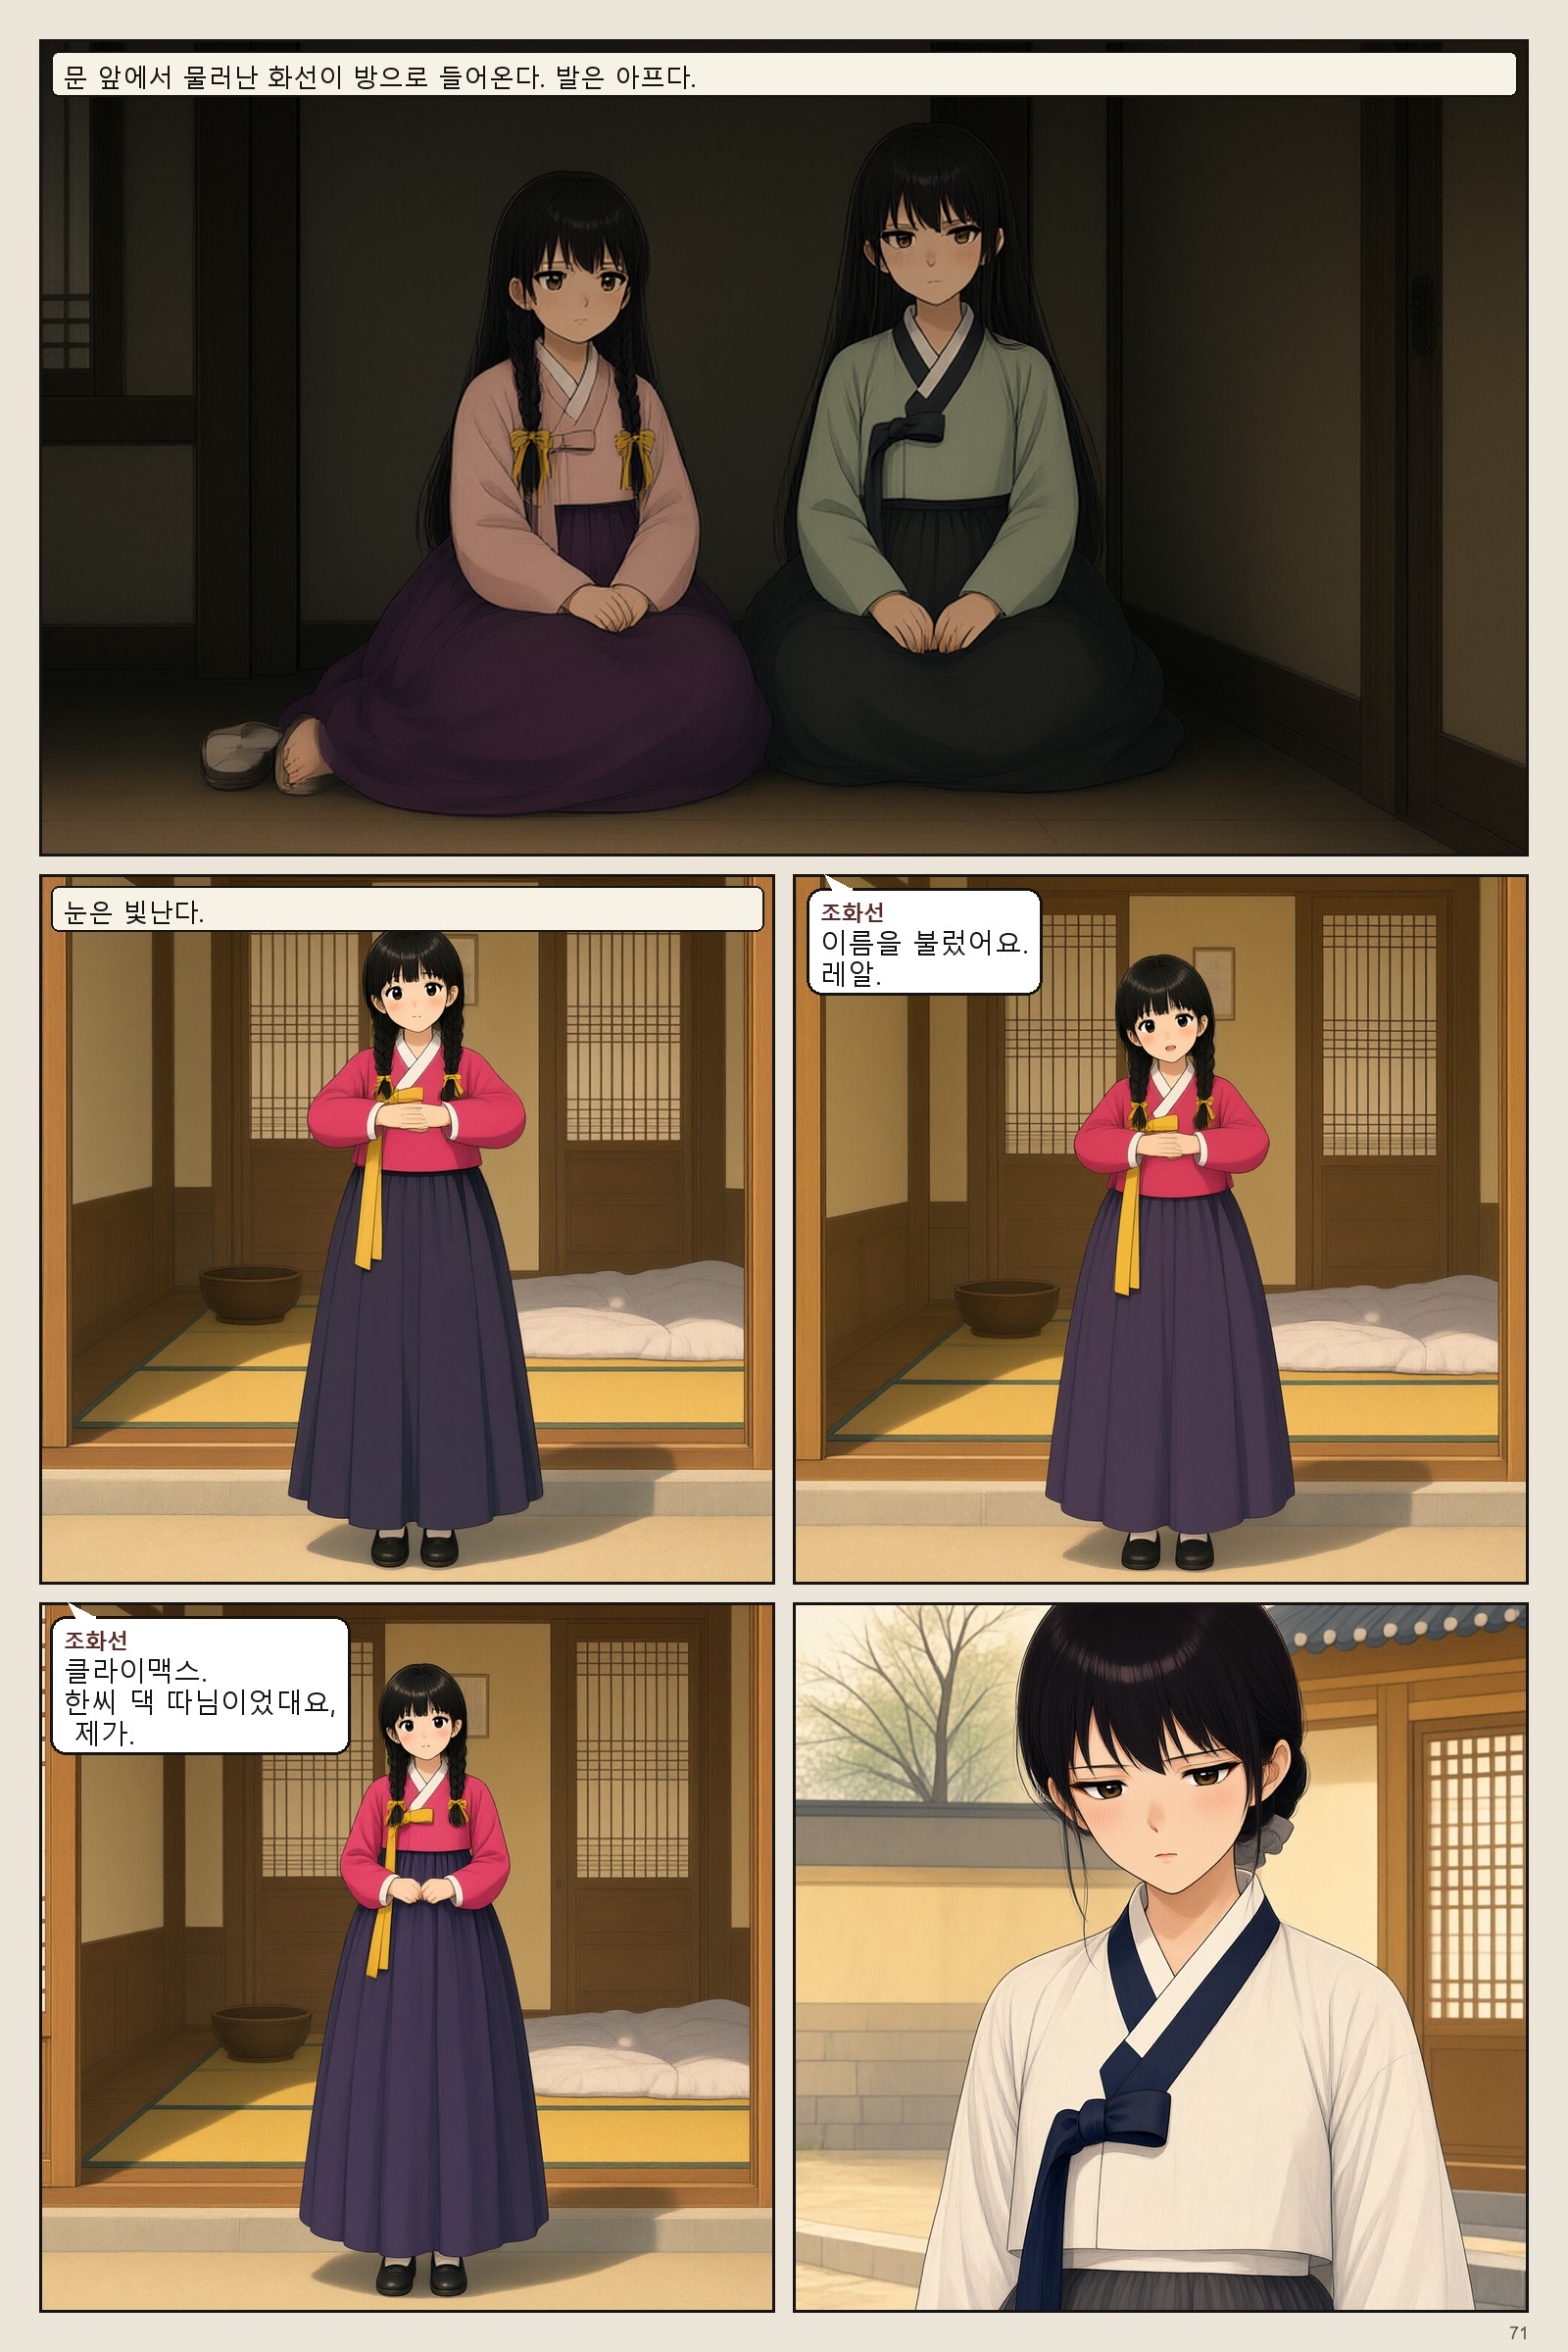 문 앞에서 물러난 화선이 방으로 들어온다. 발은 아프다.
눈은 빛난다.
조화선
이름을 불렀어요.
레알.
조화선
클라이맥스.
한씨 댁 따님이었대요,
제가.
71